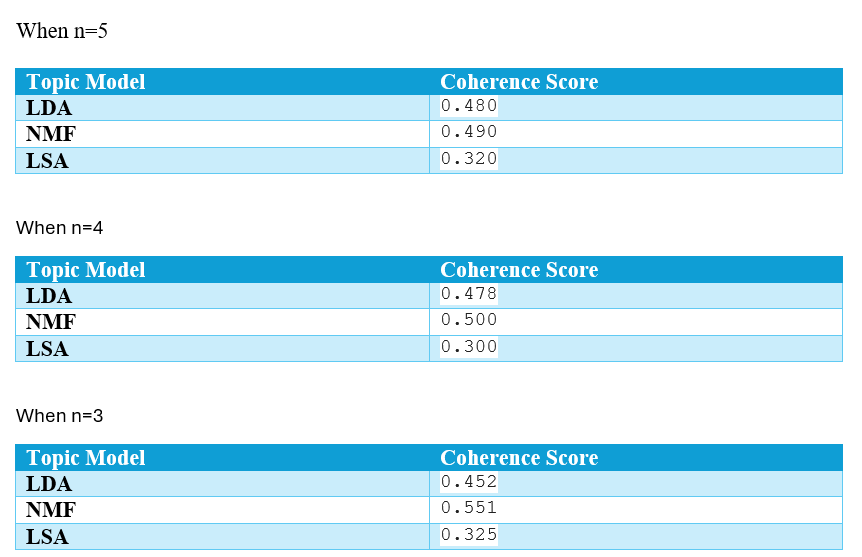 When n=5
Topic Model Coherence Score
LDA 0.480
NMF 0.490
LSA 0.320
When n=4
Topic Model Coherence Score
LDA 0.478
NMF 0.500
LSA 0.300
When n=3
Topic Model Coherence Score
LDA 0.452
NMF 0.551
LSA 0.325